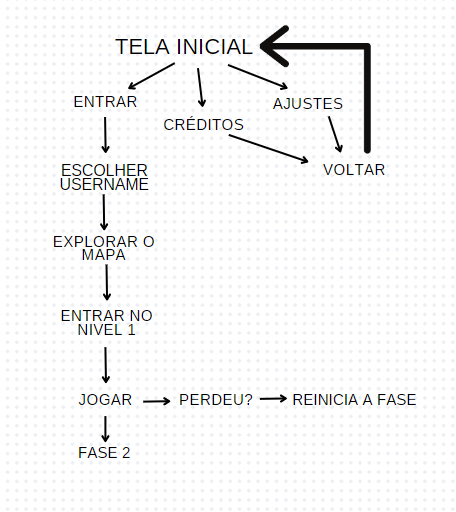 TELA INICIAL
ENTRAR
CRÉDITOS
AJUSTES
VOLTAR
ESCOLHER
USERNAME
EXPLORAR O
MAPA
ENTRAR NO
NIVEL 1
JOGAR
PERDEU?
REINICIA A FASE
FASE 2